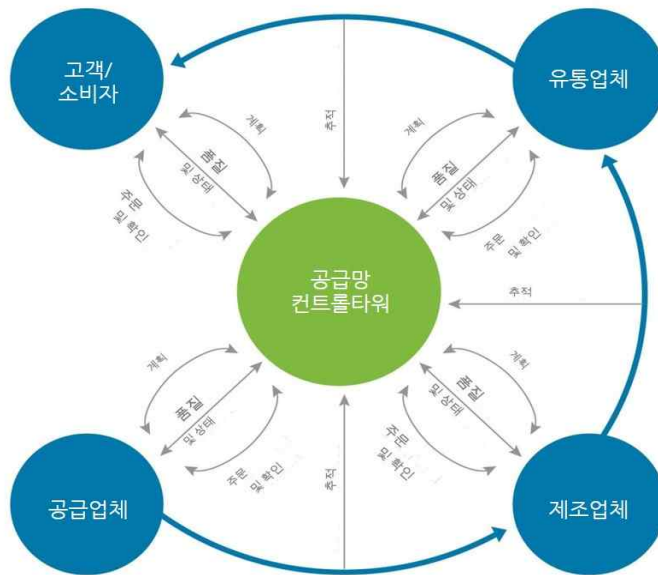 고객/
소비자
유통업체
계획
추적
계획
품질
및 상태
품질
및 상태
주문
및 확인
주문
및 확인
공급망
컨트롤타워
추적
계획
품질
및 상태
주문
및 확인
계획
품질
및 상태
주문
및 확인
추적
공급업체
제조업체